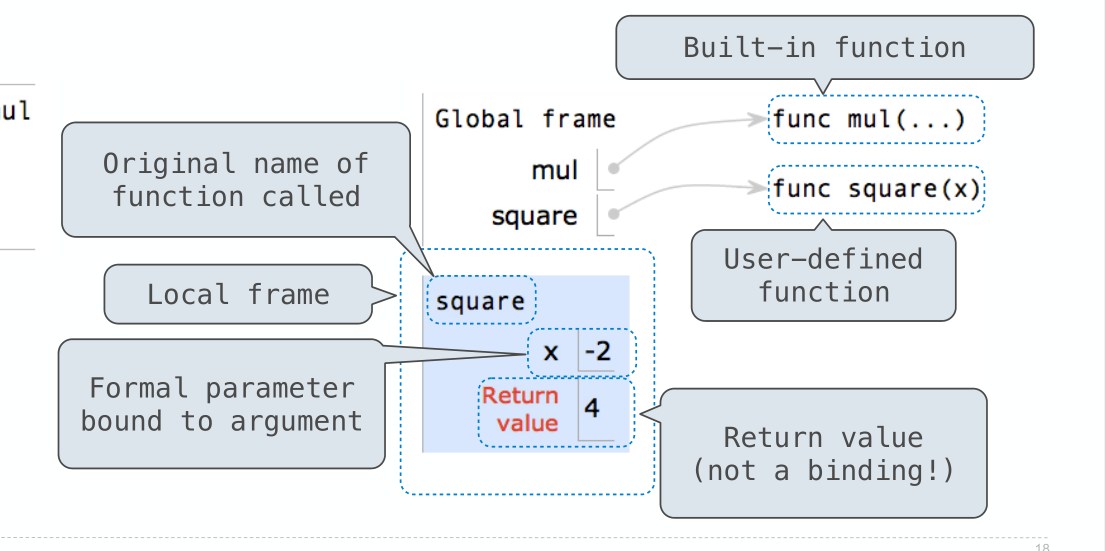 Built-in function
Global frame
func mul(...)
Original name of
function called
mul
square
func square(x)
User-defined
function
Local frame
square
x -2
Formal parameter
bound to argument
Return
value
4
Return value
(not a binding!)
18